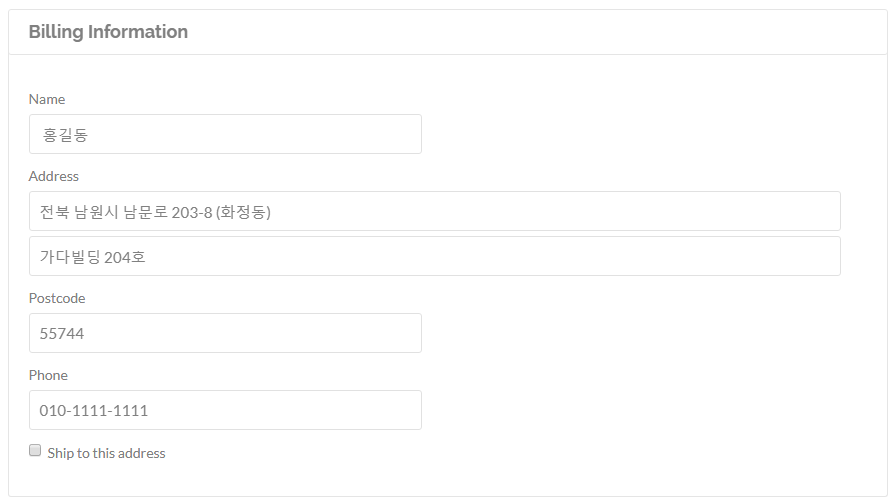 Billing Information
Name
홍길동
Address
전북 남원시 남문로 203-8 (화정동)
가다빌딩 204호
Postcode
55744
Phone
010-1111-1111
Ship to this address